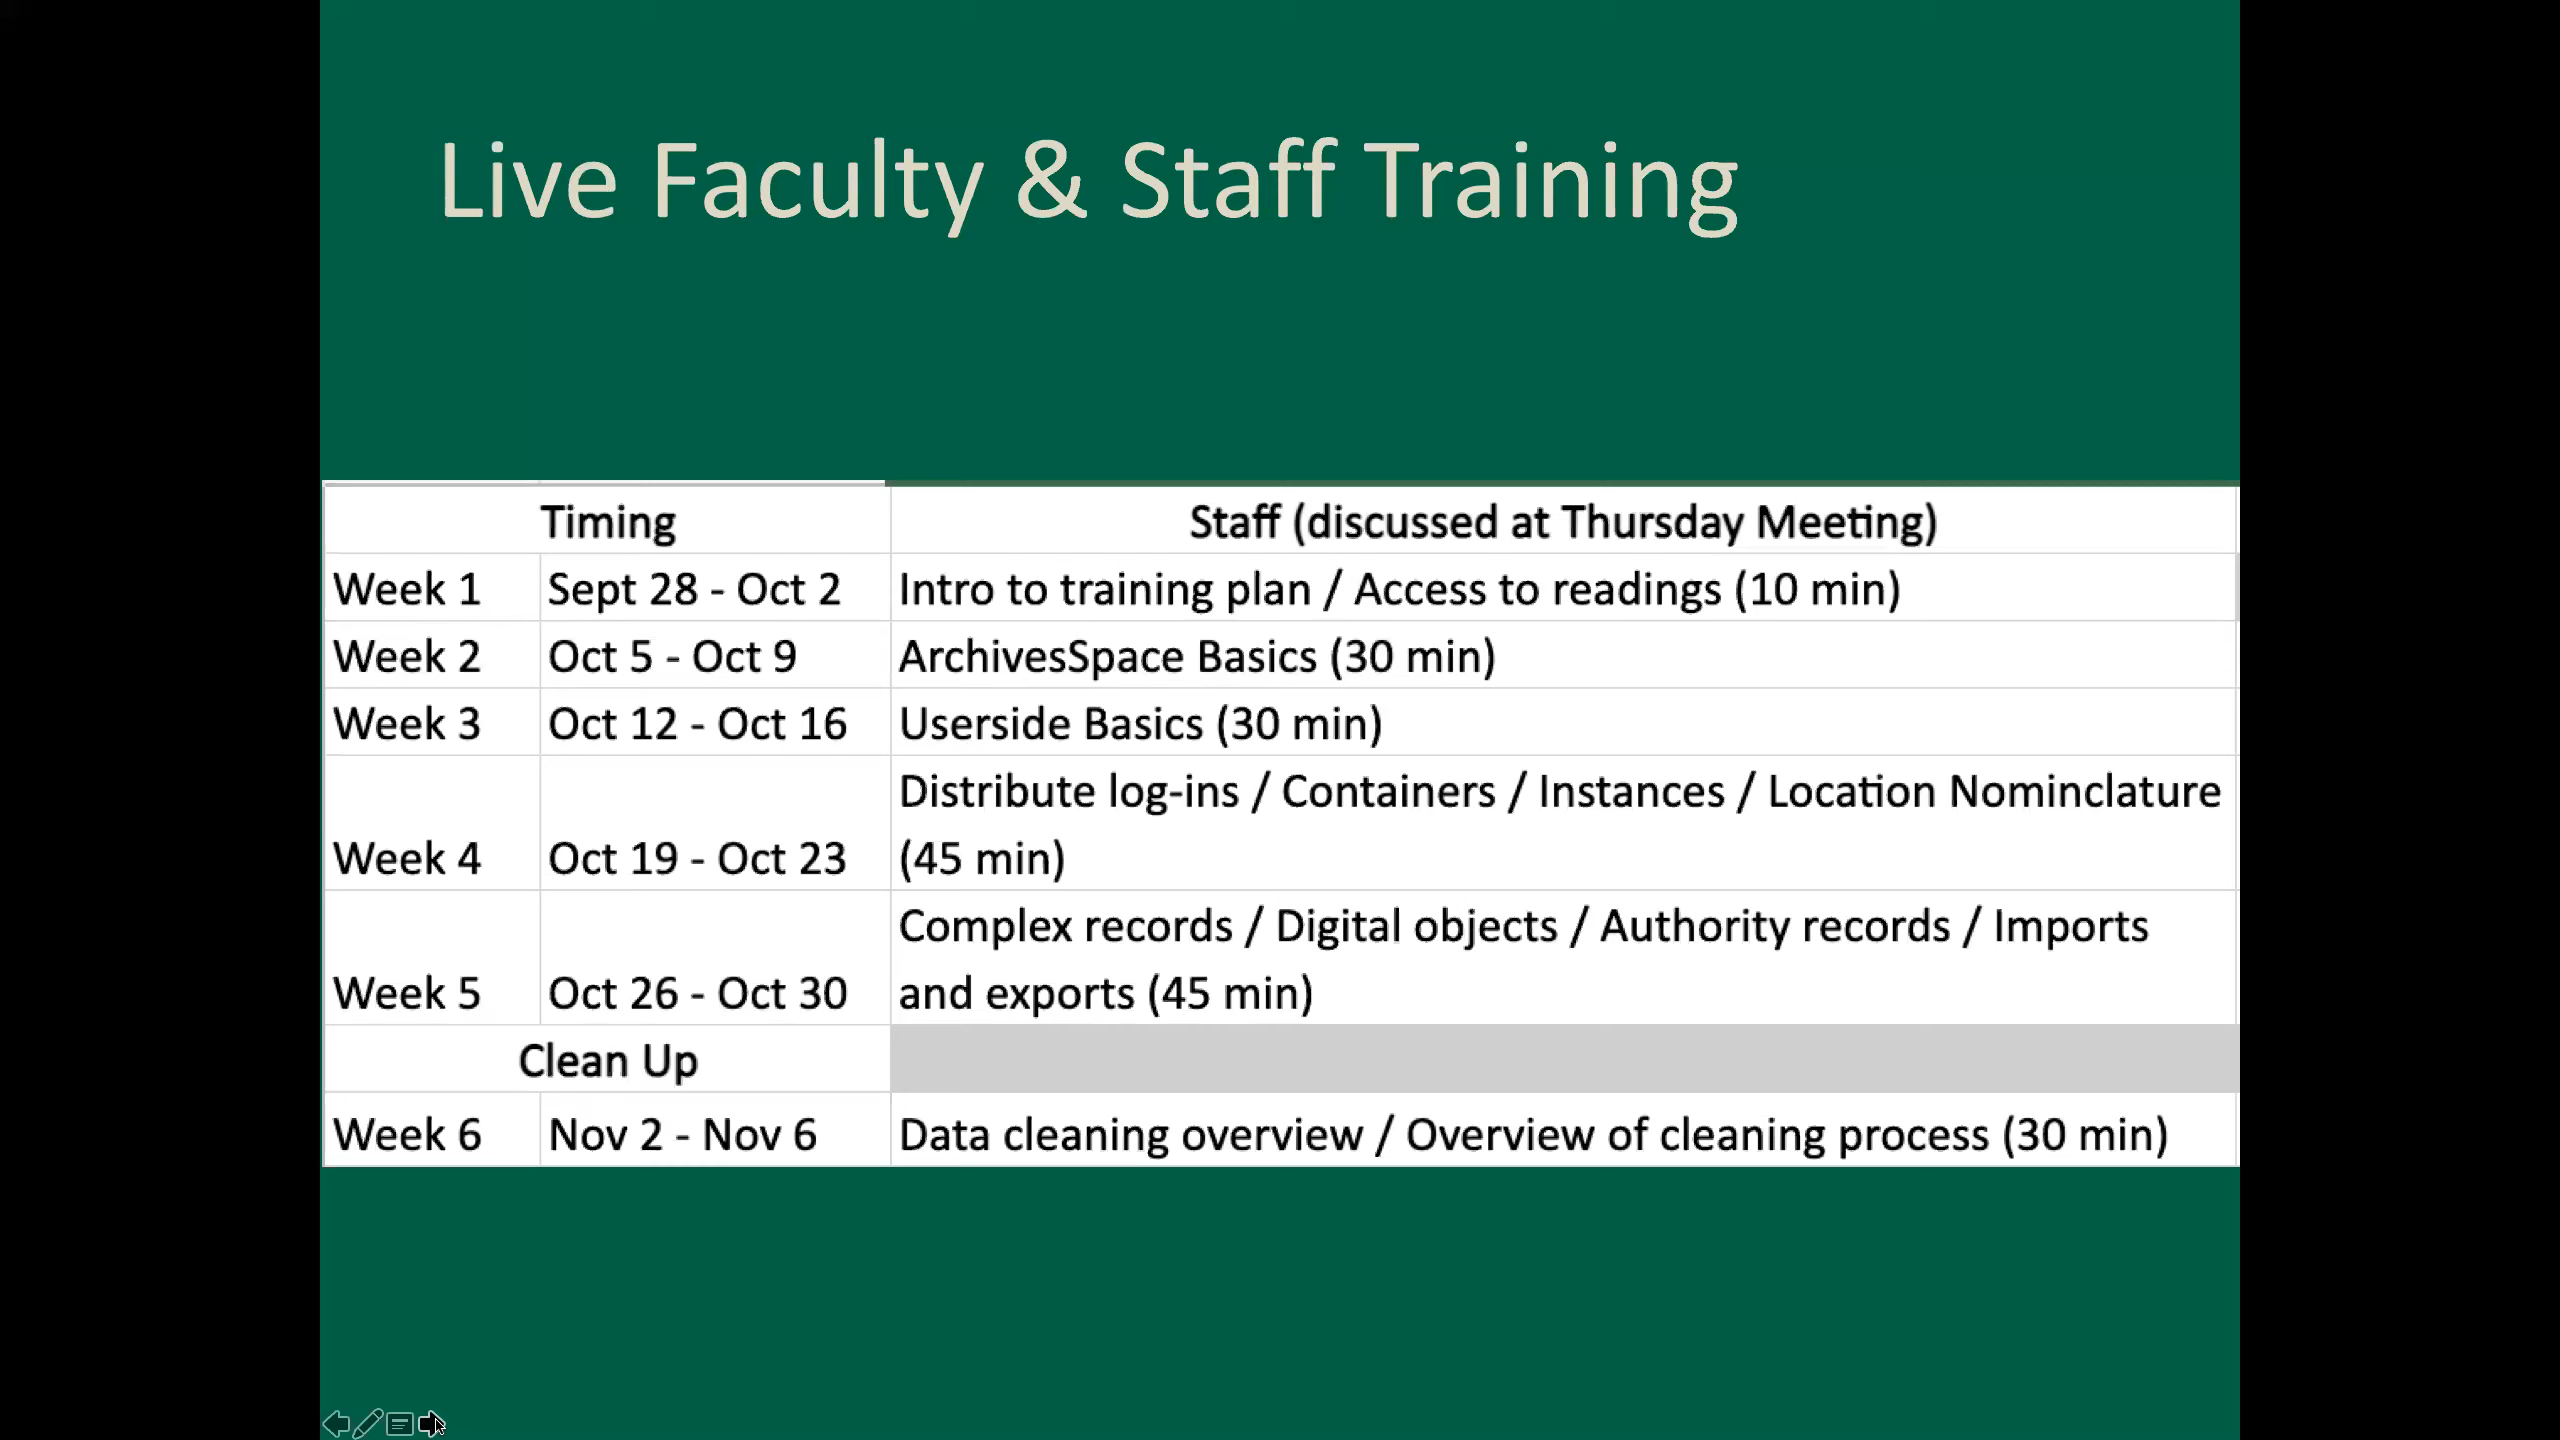 Live Faculty & Staff Training
Timing Staff (discussed at Thursday Meeting)
Week 1 Sept 28 - Oct 2 Intro to training plan / Access to readings (10 min)
Week 2 Oct 5 - Oct 9 ArchivesSpace Basics (30 min)
Week 3 Oct 12 - Oct 16 Userside Basics (30 min)
Distribute log-ins / Containers / Instances / Location Nominclature
Week 4 Oct 19 - Oct 23 (45 min)
Complex records / Digital objects / Authority records / Imports
Week 5 Oct 26 - Oct 30 and exports (45 min)
Clean Up
Week 6 Nov 2 - Nov 6 Data cleaning overview / Overview of cleaning process (30 min)